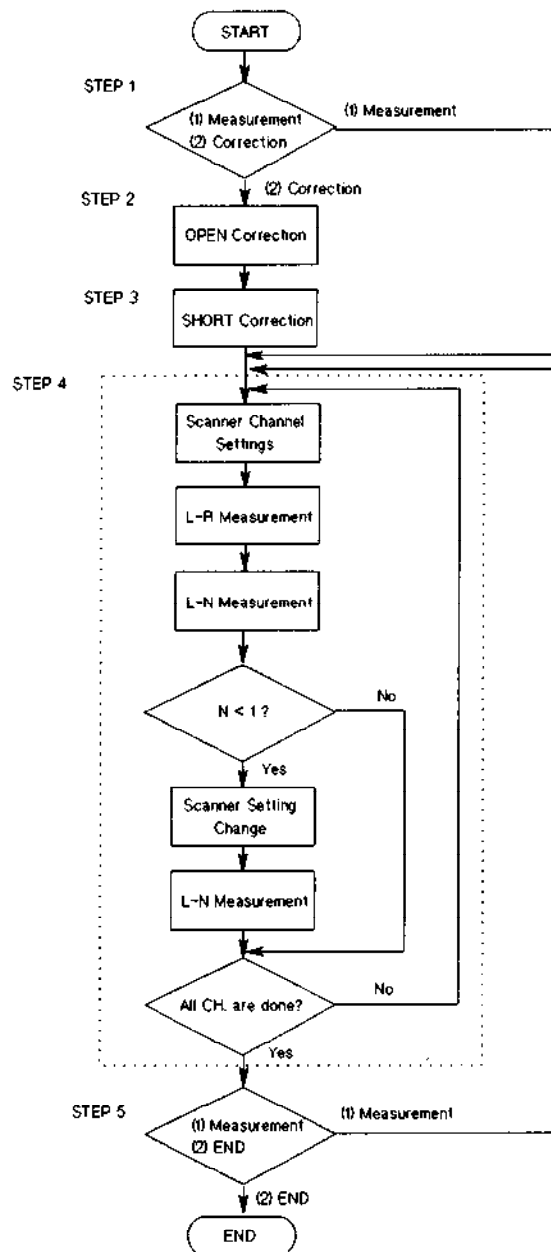 START
STEP 1
(1) Measurement
(2) Correction
(1) Measurement
(2) Correction
STEP 2
OPEN Correction
STEP 3
SHORT Correction
STEP 4
Scanner Channel
Settings
L-R Measurement
L-N Measurement
N < 1 ?
No
Yes
Scanner Setting
Change
L-N Measurement
All CH. are done?
No
Yes
STEP 5
(1) Measurement
(2) END
(1) Measurement
(2) END
END